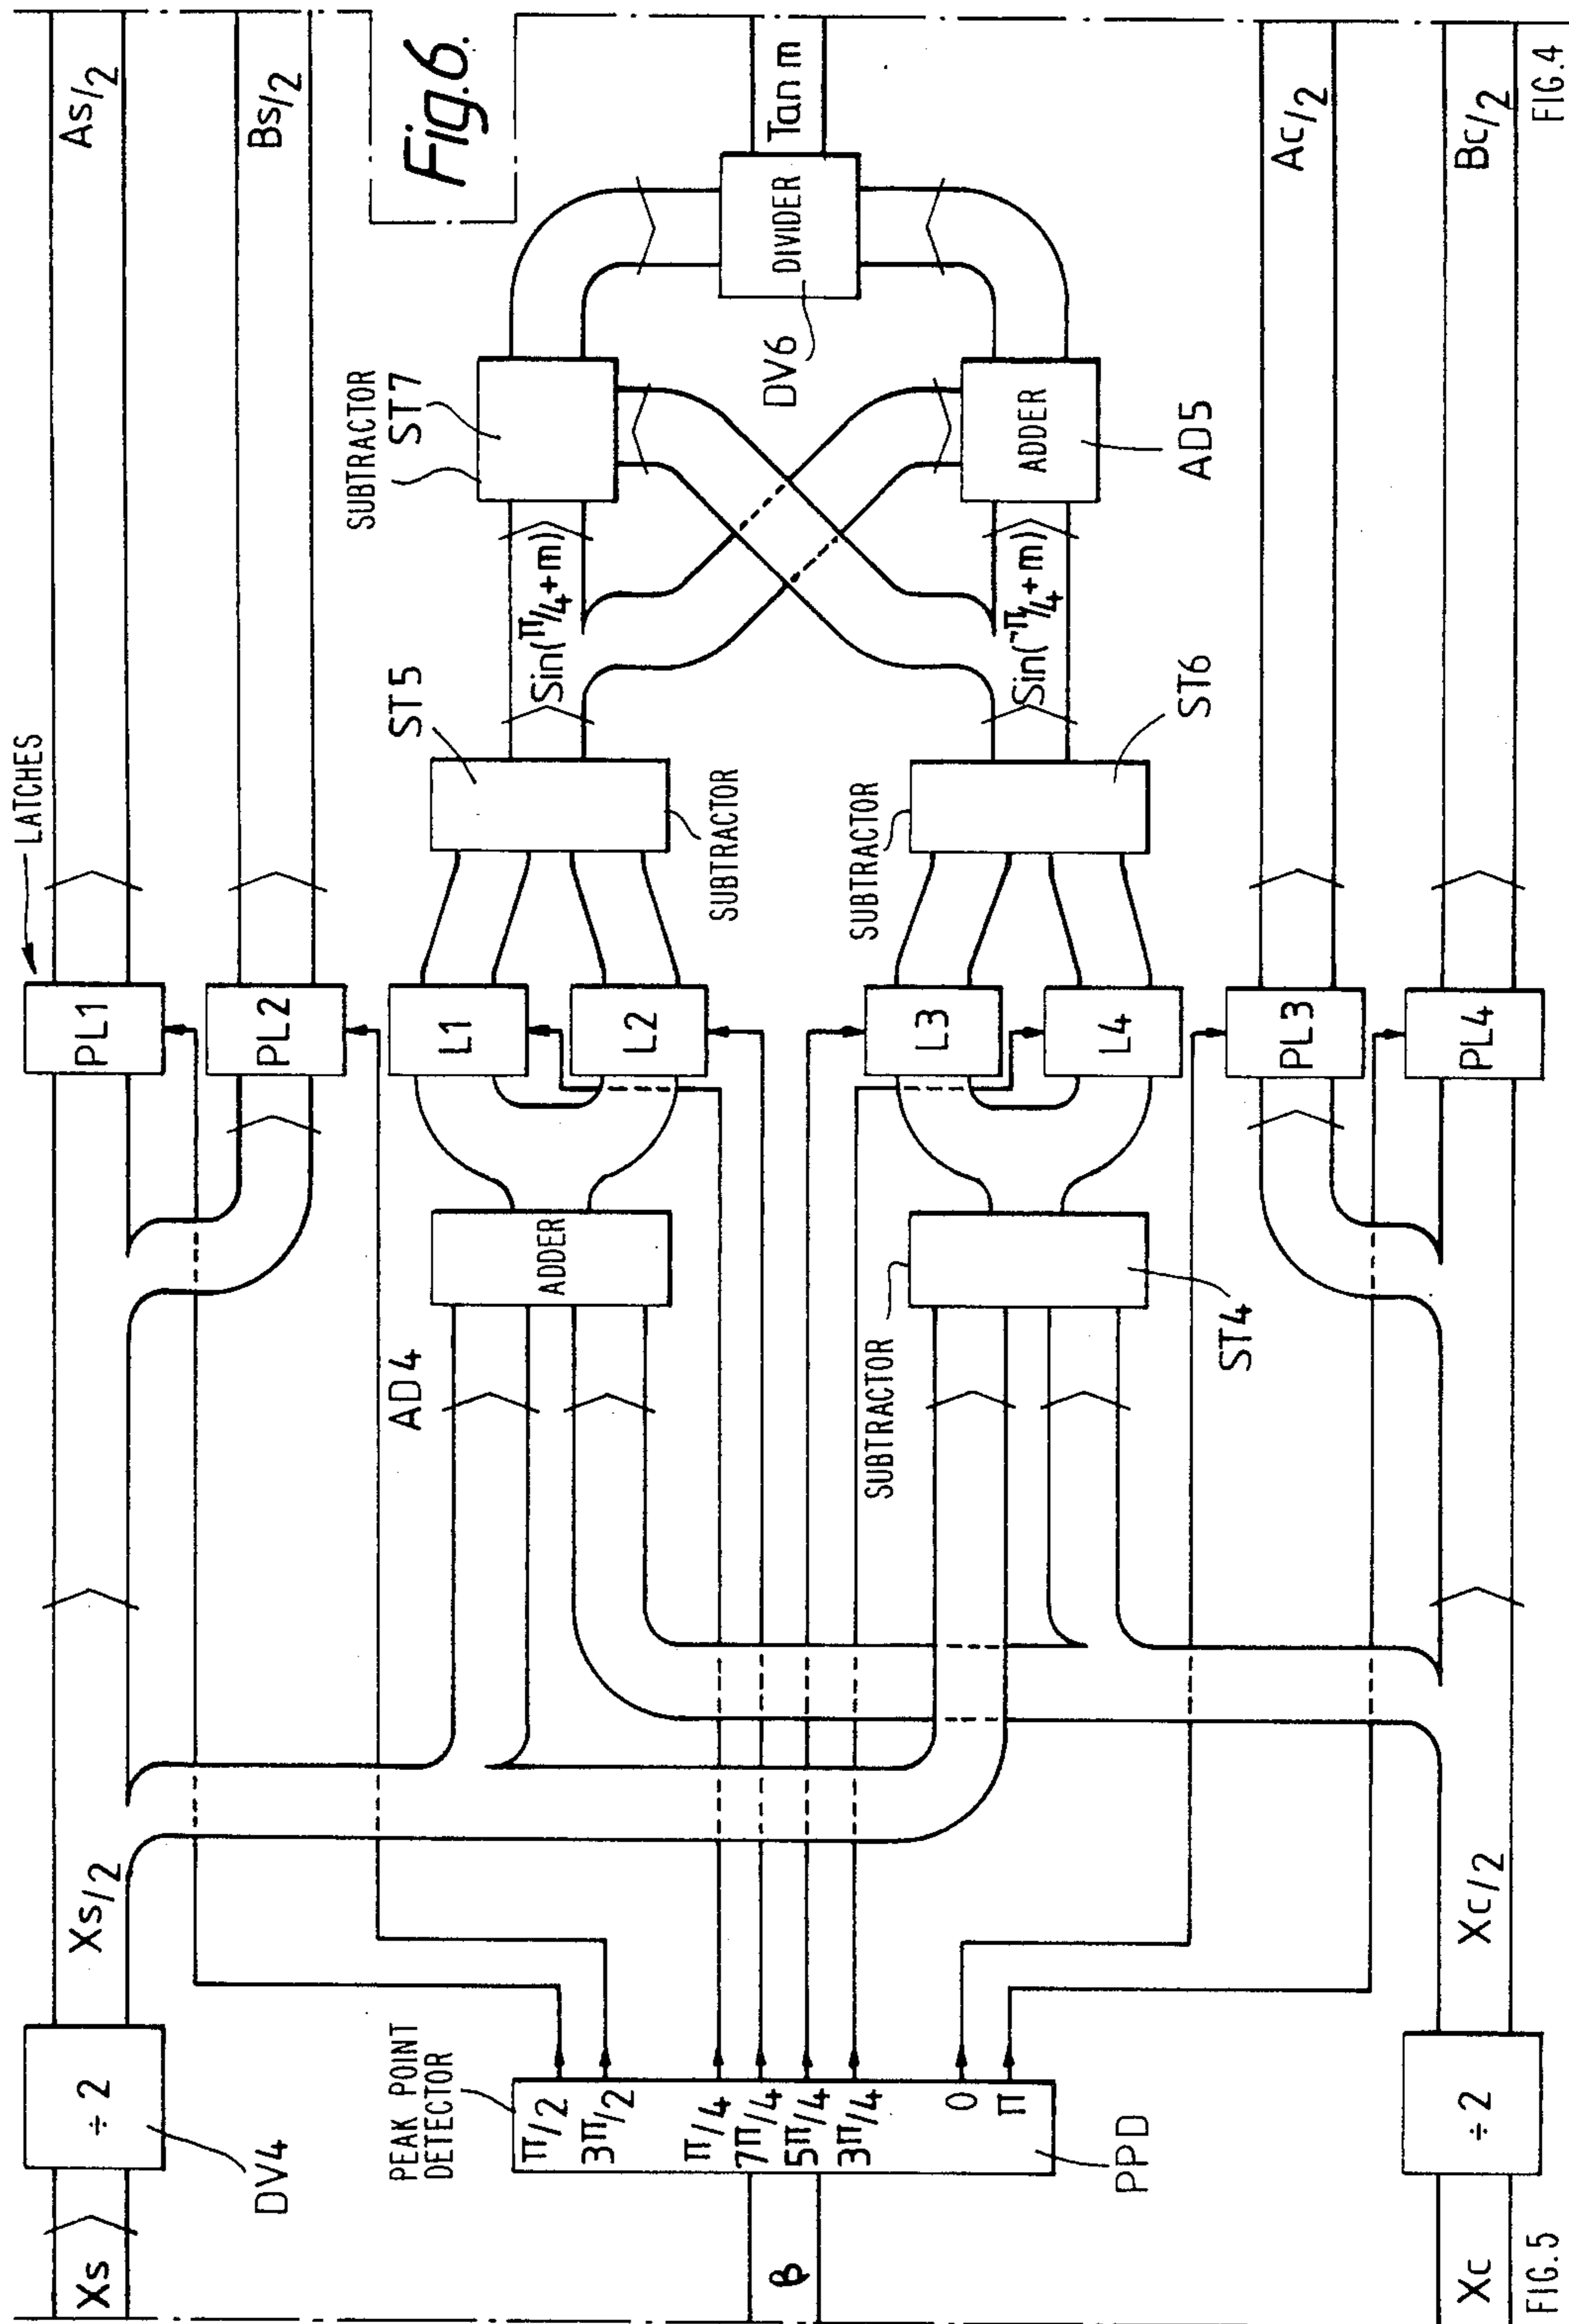 Fig.6.
Xs
÷ 2
DV4
Xs/2
LATCHES
PL1
As/2
PL2
Bs/2
AD4
ADDER
L1
L2
ST5
SUBTRACTOR
Sin(π/4+m)
SUBTRACTOR
ST7
β
PEAK POINT
DETECTOR
π/2
3π/2
π/4
7π/4
5π/4
3π/4
0
π
PPD
DV6
DIVIDER
Tan m
SUBTRACTOR
ST4
L3
L4
SUBTRACTOR
ST6
Sin(-π/4+m)
ADDER
AD5
PL3
Ac/2
Xc
÷ 2
Xc/2
PL4
Bc/2
FIG.5
FIG.4